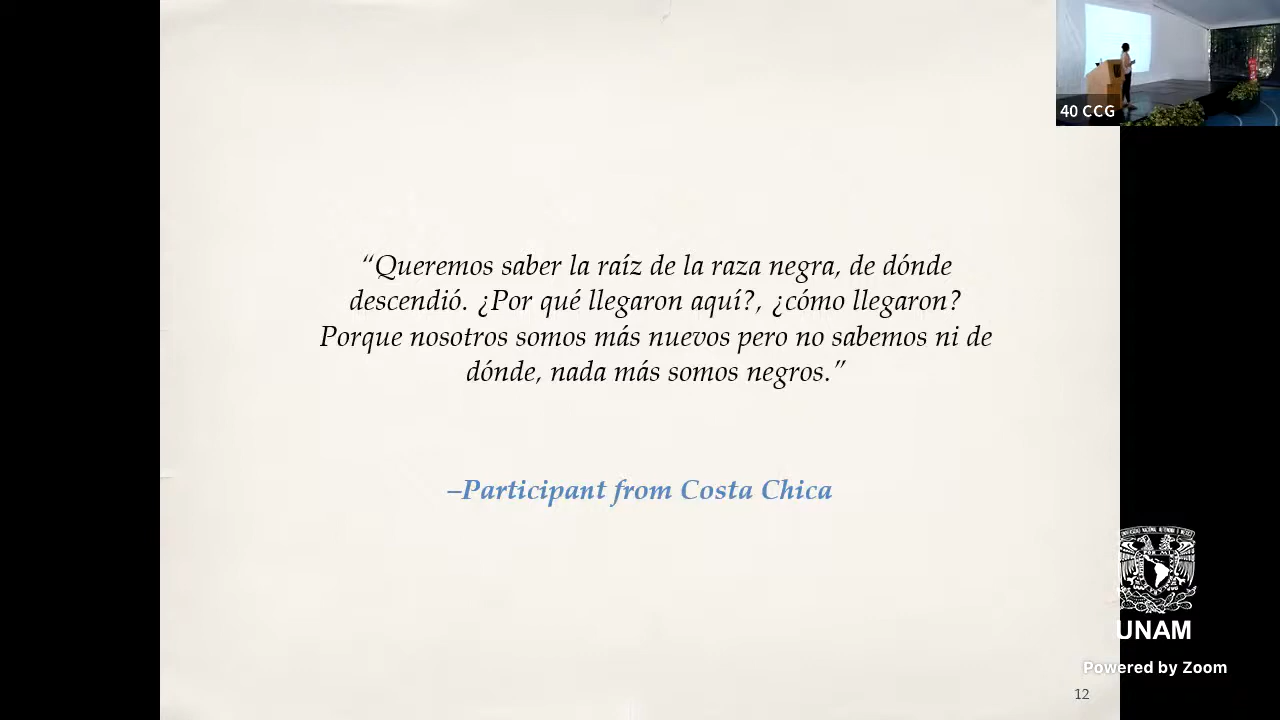 40 CCG
“Queremos saber la raíz de la raza negra, de dónde
descendió. ¿Por qué llegaron aquí?, ¿cómo llegaron?
Porque nosotros somos más nuevos pero no sabemos ni de
dónde, nada más somos negros.”
–Participant from Costa Chica
UNAM
Powered by Zoom
12